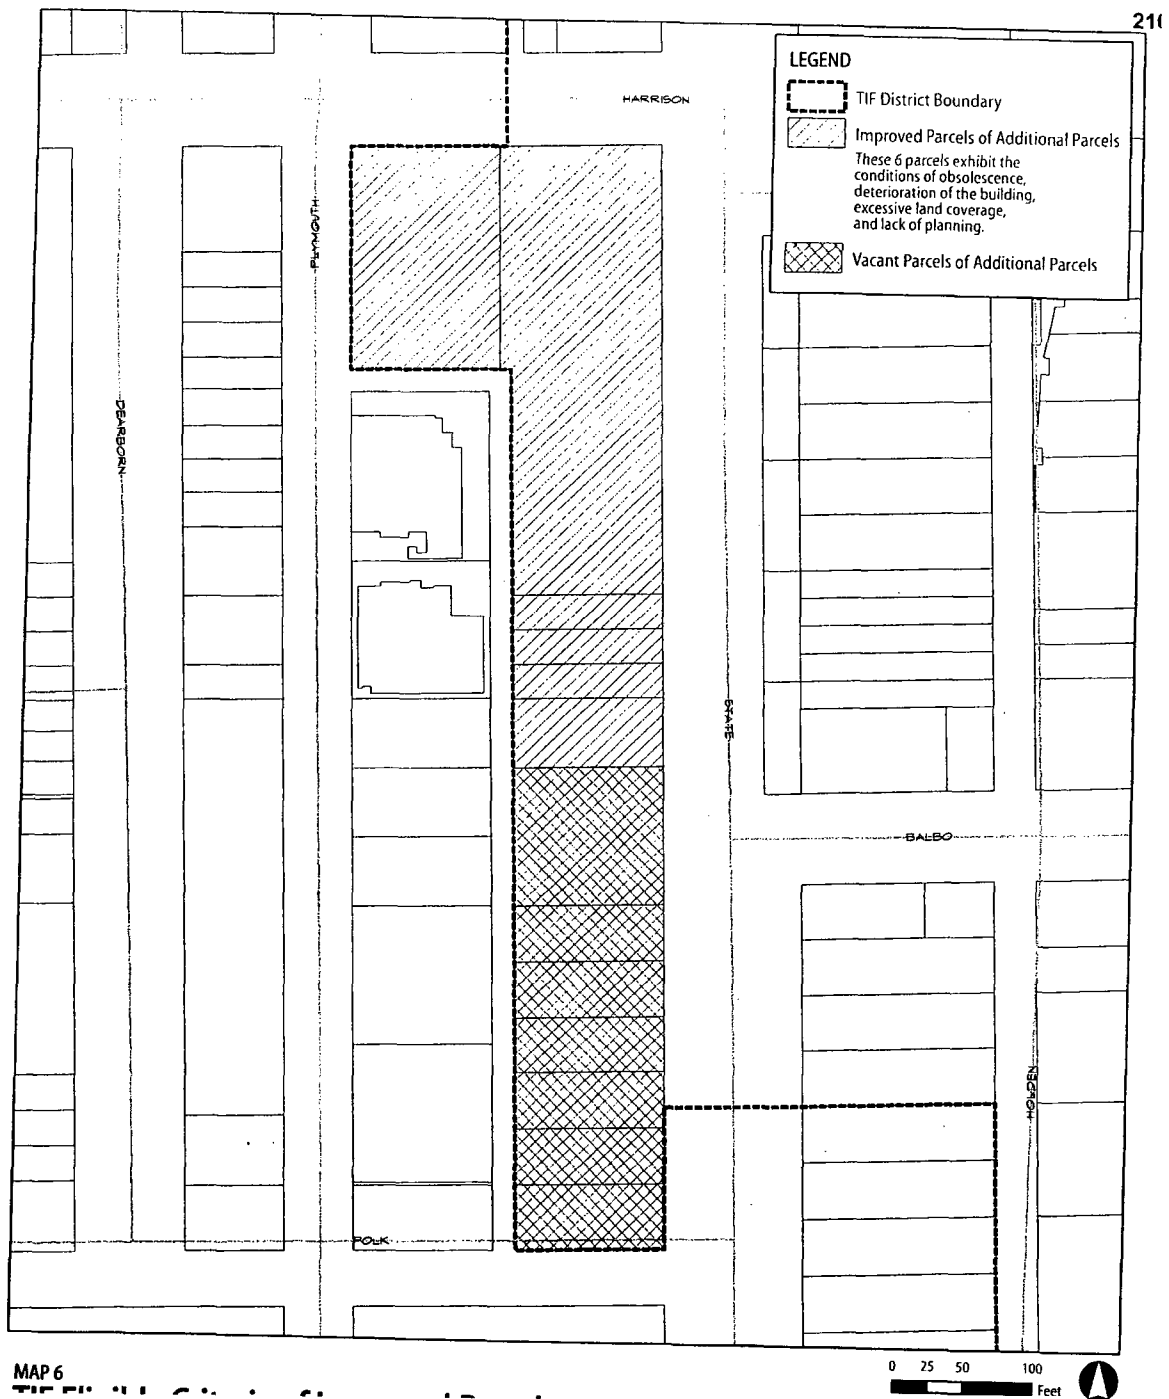 210
LEGEND
TIF District Boundary
Improved Parcels of Additional Parcels
These 6 parcels exhibit the
conditions of obsolescence,
deterioration of the building,
excessive land coverage,
and lack of planning.
Vacant Parcels of Additional Parcels
HARRISON
PLYMOUTH
DEARBORN
STATE
BALBO
HOLDEN
POLK
MAP 6
0 25 50 100
Feet